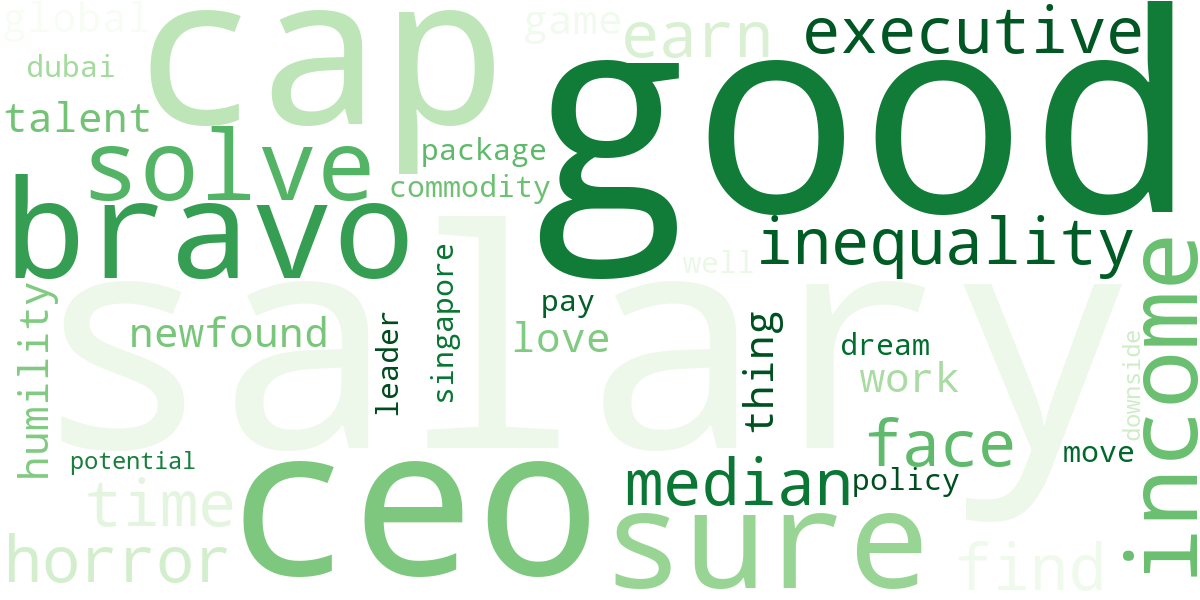 global
cap
game
earn
executive
good
dubai
talent
solve
package
commodity
bravo
inequality
well
salary
singapore
humility
newfound
leader
pay
love
thing
dream
work
downside
income
face
move
potential
ceo
median
policy
time
sure
horror
find